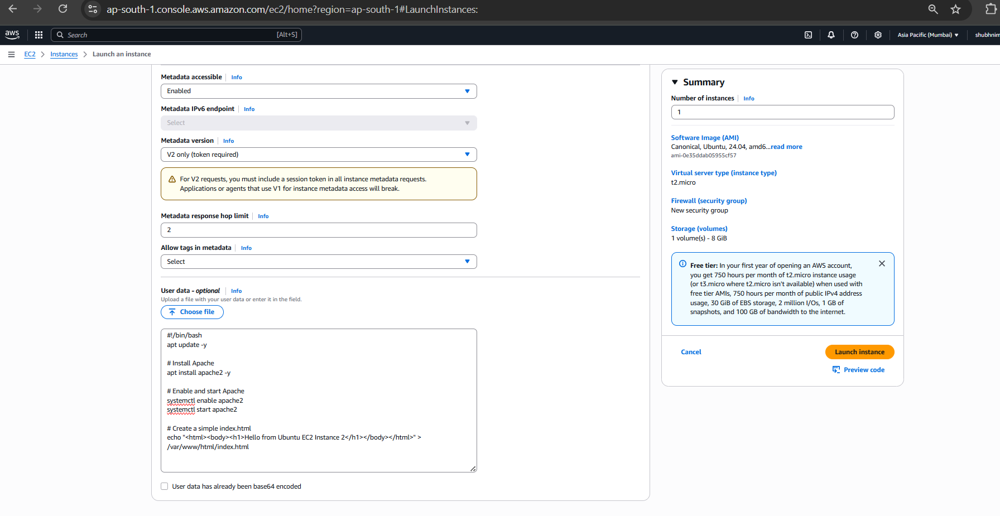 ap-south-1.console.aws.amazon.com/ec2/home?region=ap-south-1#LaunchInstances:
aws
Search
[Alt+S]
Asia Pacific (Mumbai)
shubhnim
EC2 > Instances > Launch an instance
Metadata accessible | Info
Enabled
Metadata IPv6 endpoint | Info
Select
Metadata version | Info
V2 only (token required)
For V2 requests, you must include a session token in all instance metadata requests.
Applications or agents that use V1 for instance metadata access will break.
Metadata response hop limit | Info
2
Allow tags in metadata | Info
Select
User data - optional | Info
Upload a file with your user data or enter it in the field.
Choose file
#!/bin/bash
apt update -y
# Install Apache
apt install apache2 -y
# Enable and start Apache
systemctl enable apache2
systemctl start apache2
# Create a simple index.html
echo "<html><body><h1>Hello from Ubuntu EC2 Instance 2</h1></body></html>" >
/var/www/html/index.html
User data has already been base64 encoded
Summary
Number of instances | Info
1
Software Image (AMI)
Canonical, Ubuntu, 24.04, amd6...read more
ami-0e35ddab05955cf57
Virtual server type (instance type)
t2.micro
Firewall (security group)
New security group
Storage (volumes)
1 volume(s) - 8 GiB
Free tier: In your first year of opening an AWS account,
you get 750 hours per month of t2.micro instance usage
(or t3.micro where t2.micro isn't available) when used with
free tier AMIs, 750 hours per month of public IPv4 address
usage, 30 GiB of EBS storage, 2 million I/Os, 1 GB of
snapshots, and 100 GB of bandwidth to the internet.
Cancel
Launch instance
Preview code